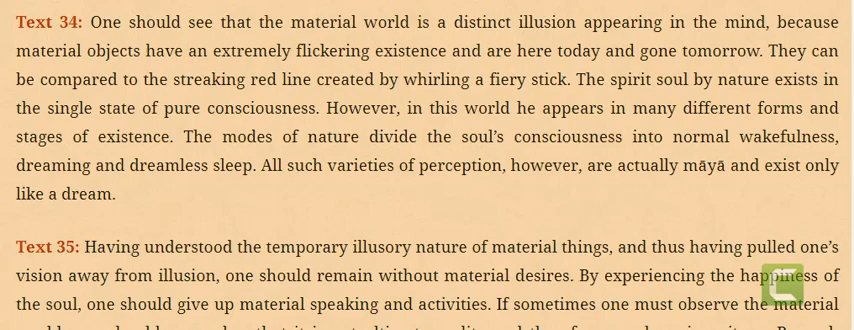 Text 34: One should see that the material world is a distinct illusion appearing in the mind, because
material objects have an extremely flickering existence and are here today and gone tomorrow. They can
be compared to the streaking red line created by whirling a fiery stick. The spirit soul by nature exists in
the single state of pure consciousness. However, in this world he appears in many different forms and
stages of existence. The modes of nature divide the soul’s consciousness into normal wakefulness,
dreaming and dreamless sleep. All such varieties of perception, however, are actually māyā and exist only
like a dream.
Text 35: Having understood the temporary illusory nature of material things, and thus having pulled one’s
vision away from illusion, one should remain without material desires. By experiencing the happiness of
the soul, one should give up material speaking and activities. If sometimes one must observe the material